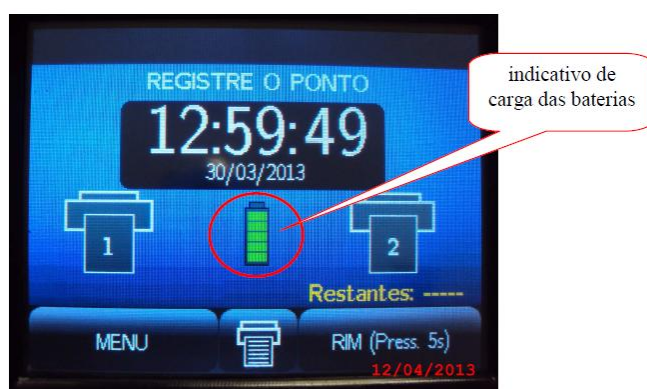 REGISTRE O PONTO
12:59:49
30/03/2013
indicativo de
carga das baterias
1
2
Restantes: -----
MENU
RIM (Press. 5s)
12/04/2013